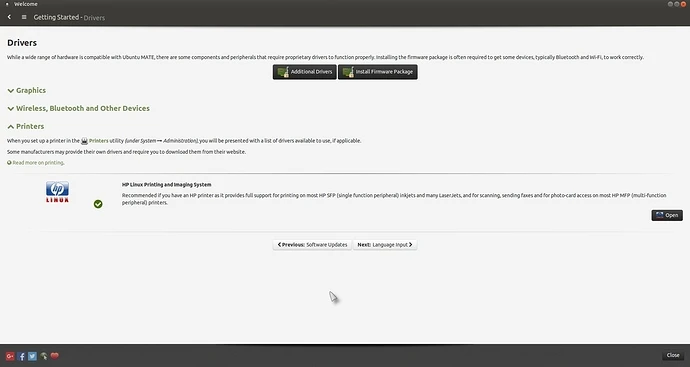 Welcome
Getting Started - Drivers
Drivers
While a wide range of hardware is compatible with Ubuntu MATE, there are some components and peripherals that require proprietary drivers to function properly. Installing the firmware package is often required to get some devices, typically Bluetooth and Wi-Fi, to work correctly.
Additional Drivers Install Firmware Package
Graphics
Wireless, Bluetooth and Other Devices
Printers
When you set up a printer in the Printers utility (under System → Administration), you will be presented with a list of drivers available to use, if applicable.
Some manufacturers may provide their own drivers and require you to download them from their website.
Read more on printing.
hp
LINUX
HP Linux Printing and Imaging System
Recommended if you have an HP printer as it provides full support for printing on most HP SFP (single function peripheral) inkjets and many LaserJets, and for scanning, sending faxes and for photo-card access on most HP MFP (multi-function
peripheral) printers.
Open
Previous: Software Updates Next: Language Input
Close